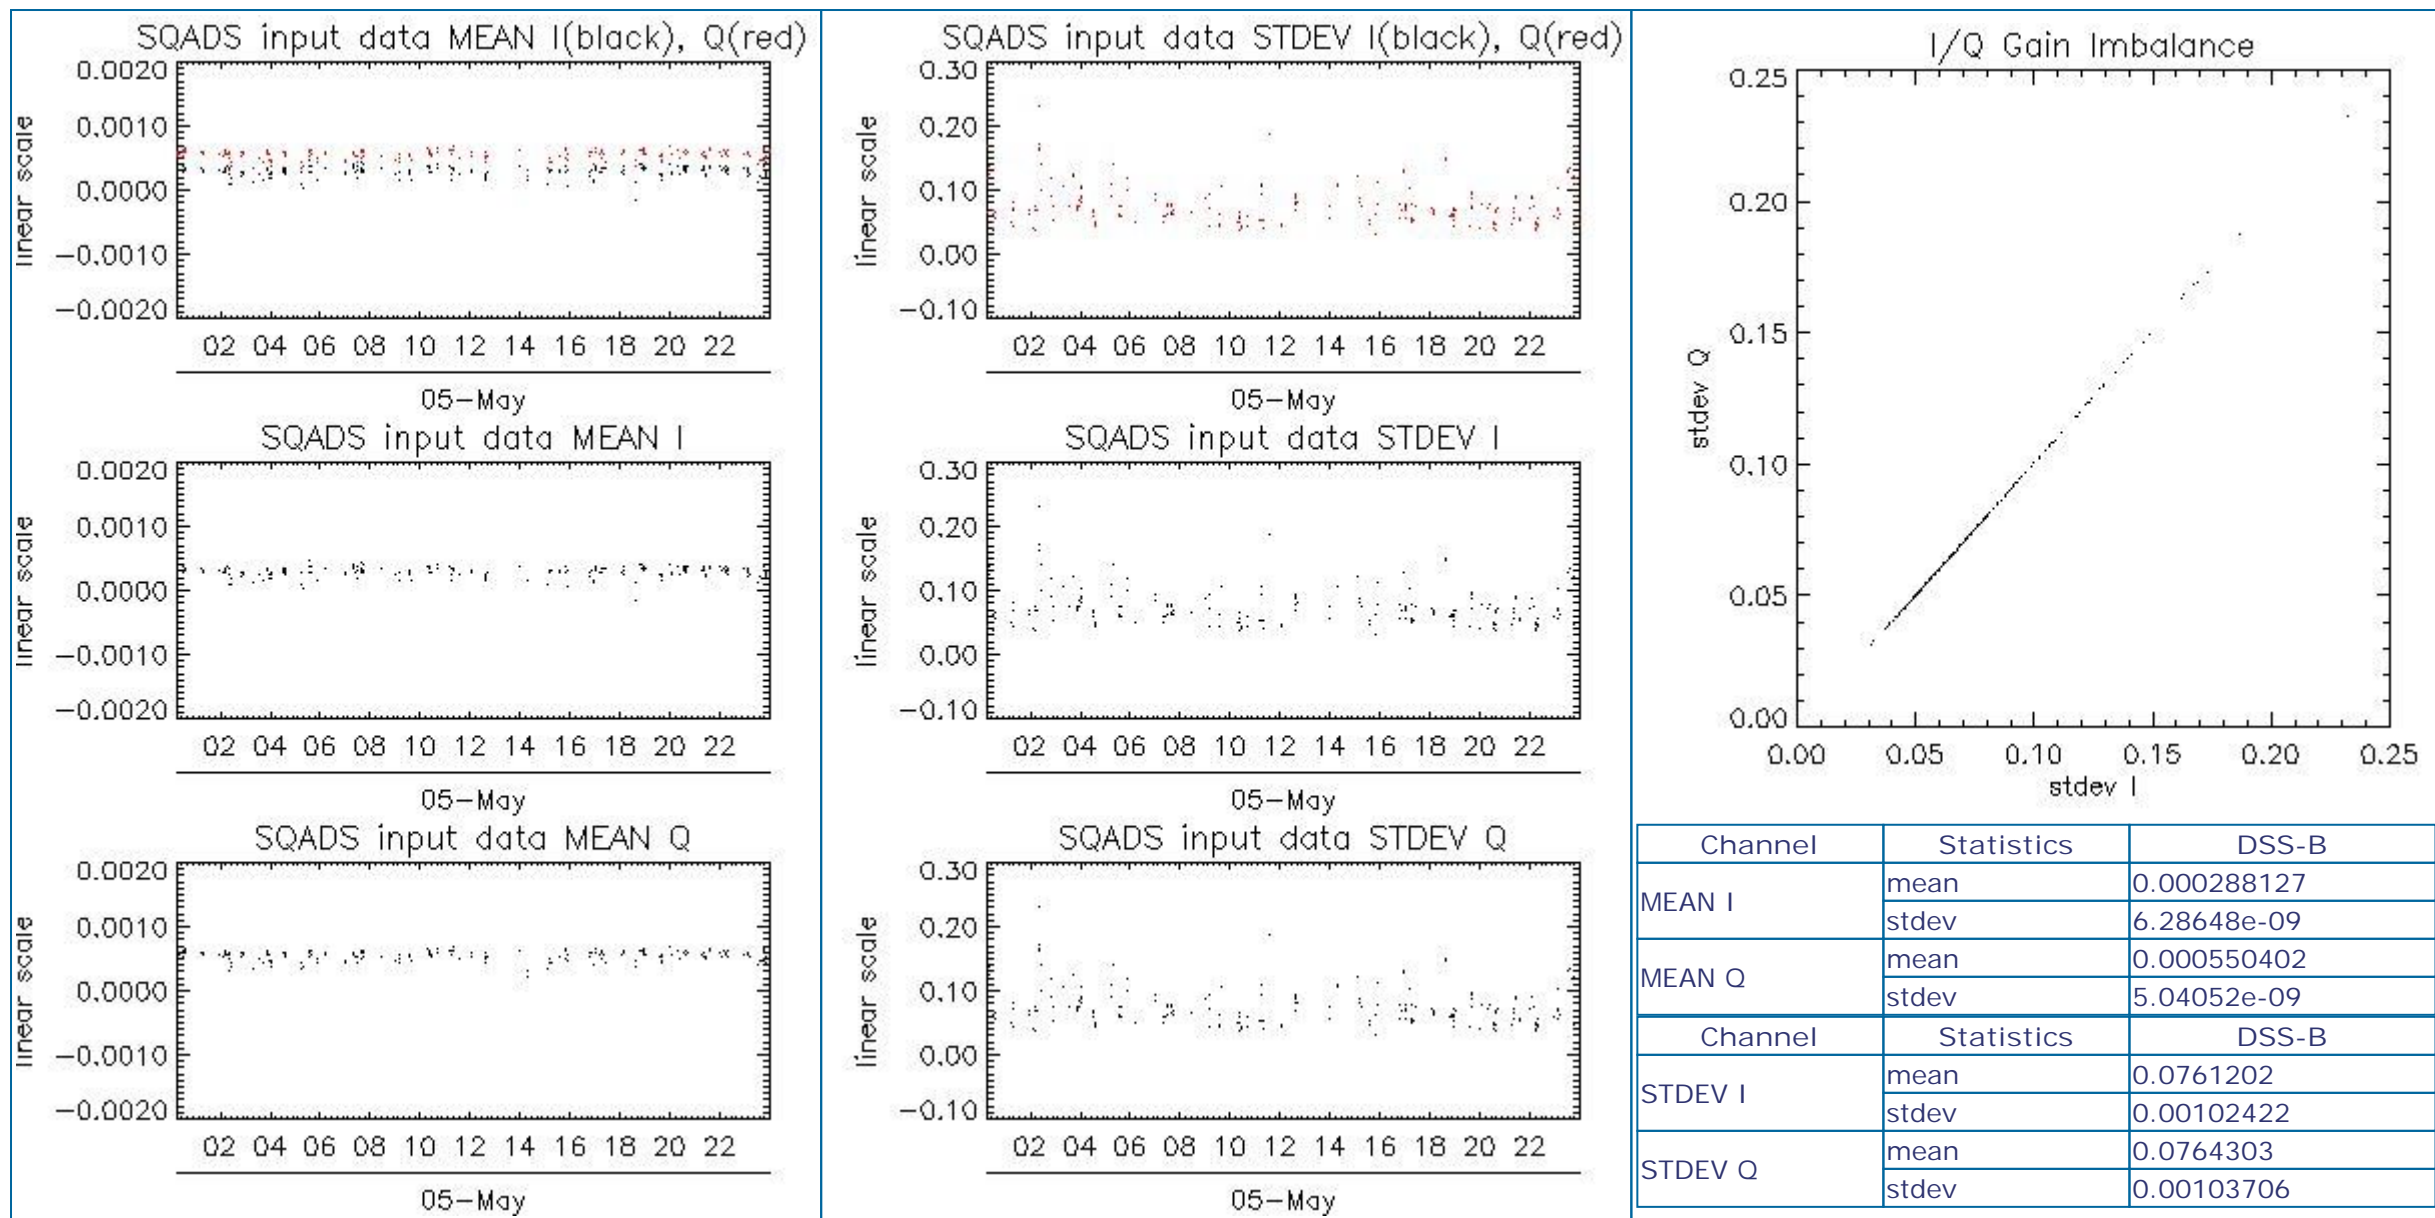 SQADS input data MEAN I(black), Q(red)
0.0020
0.0010
0.0000
−0.0010
−0.0020
linear scale
02 04 06 08 10 12 14 16 18 20 22
05−May
SQADS input data MEAN I
0.0020
0.0010
0.0000
−0.0010
−0.0020
linear scale
02 04 06 08 10 12 14 16 18 20 22
05−May
SQADS input data MEAN Q
0.0020
0.0010
0.0000
−0.0010
−0.0020
linear scale
02 04 06 08 10 12 14 16 18 20 22
05−May
SQADS input data STDEV I(black), Q(red)
0.30
0.20
0.10
0.00
−0.10
linear scale
02 04 06 08 10 12 14 16 18 20 22
05−May
SQADS input data STDEV I
0.30
0.20
0.10
0.00
−0.10
linear scale
02 04 06 08 10 12 14 16 18 20 22
05−May
SQADS input data STDEV Q
0.30
0.20
0.10
0.00
−0.10
linear scale
02 04 06 08 10 12 14 16 18 20 22
05−May
I/Q Gain Imbalance
0.25
0.20
0.15
0.10
0.05
0.00
stdev Q
0.00 0.05 0.10 0.15 0.20 0.25
stdev I
Channel Statistics DSS-B
MEAN I mean 0.000288127
stdev 6.28648e-09
MEAN Q mean 0.000550402
stdev 5.04052e-09
Channel Statistics DSS-B
STDEV I mean 0.0761202
stdev 0.00102422
STDEV Q mean 0.0764303
stdev 0.00103706